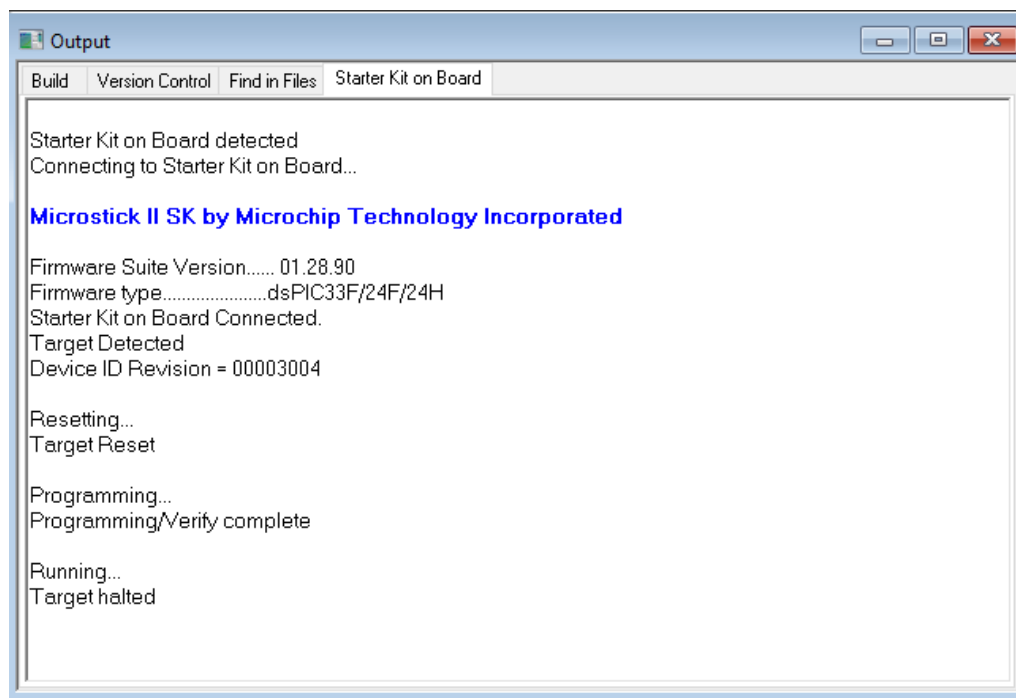 Output
Build Version Control Find in Files Starter Kit on Board
Starter Kit on Board detected
Connecting to Starter Kit on Board...
Microstick II SK by Microchip Technology Incorporated
Firmware Suite Version...... 01.28.90
Firmware type.....................dsPIC33F/24F/24H
Starter Kit on Board Connected.
Target Detected
Device ID Revision = 00003004
Resetting...
Target Reset
Programming...
Programming/Verify complete
Running...
Target halted